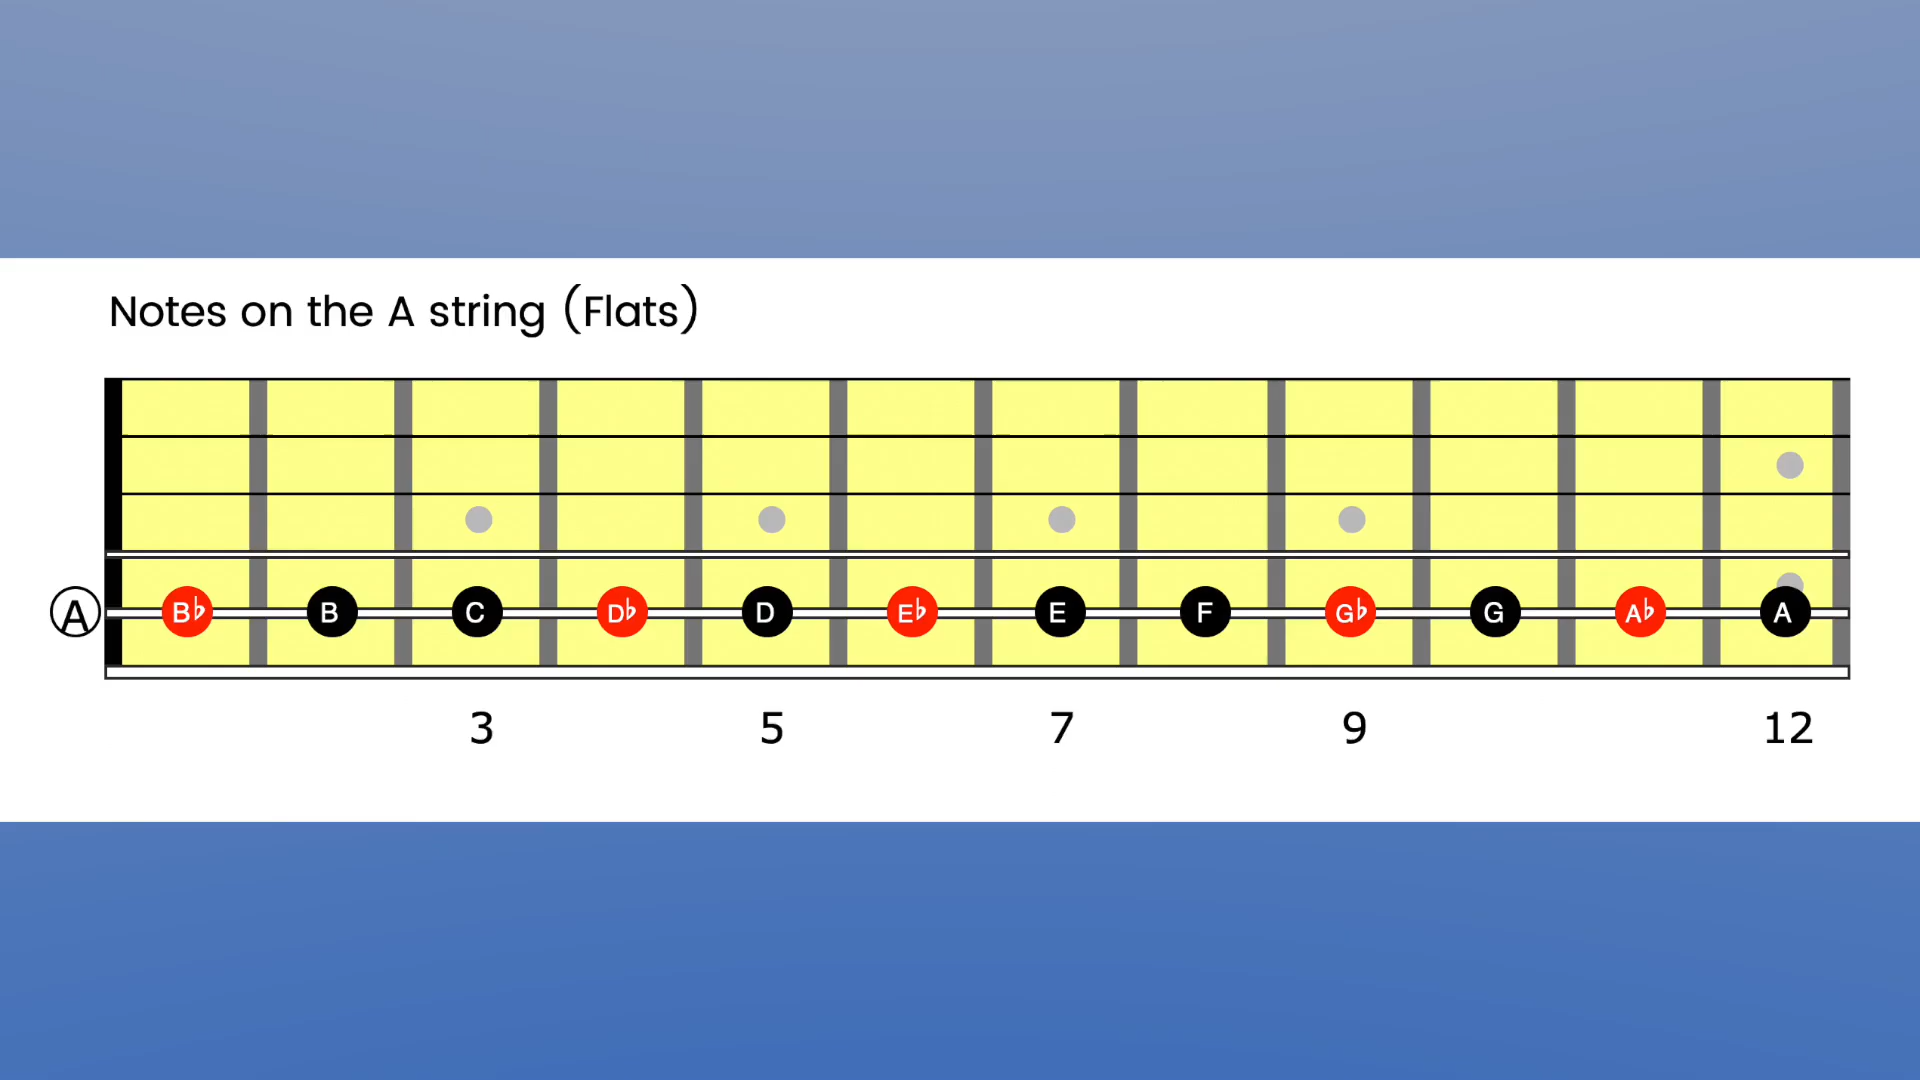 Notes on the A string (Flats)
A B♭ B C D♭ D E♭ E F G♭ G A♭ A
3 5 7 9 12